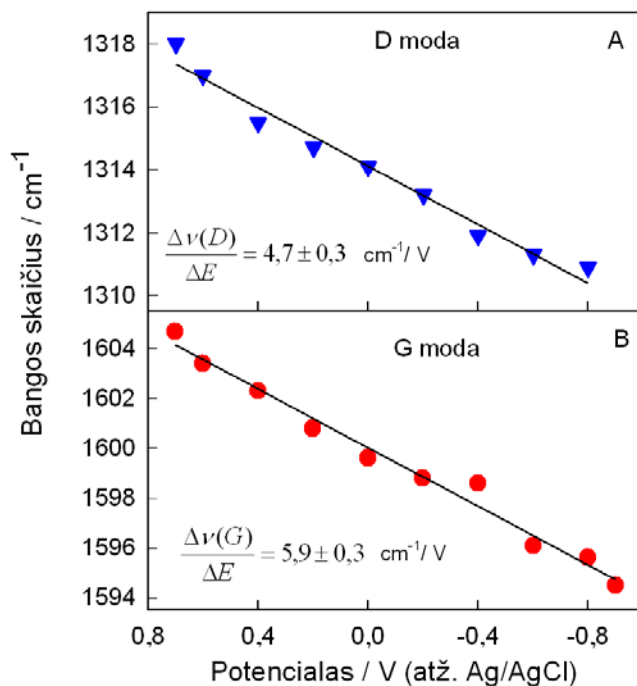 Bangos skaičius / cm⁻¹
D moda
A
1318
1316
1314
1312
1310
Δν(D)/ΔE = 4,7 ± 0,3 cm⁻¹/ V
G moda
B
1604
1602
1600
1598
1596
1594
Δν(G)/ΔE = 5,9 ± 0,3 cm⁻¹/ V
0,8 0,4 0,0 -0,4 -0,8
Potencialas / V (atž. Ag/AgCl)